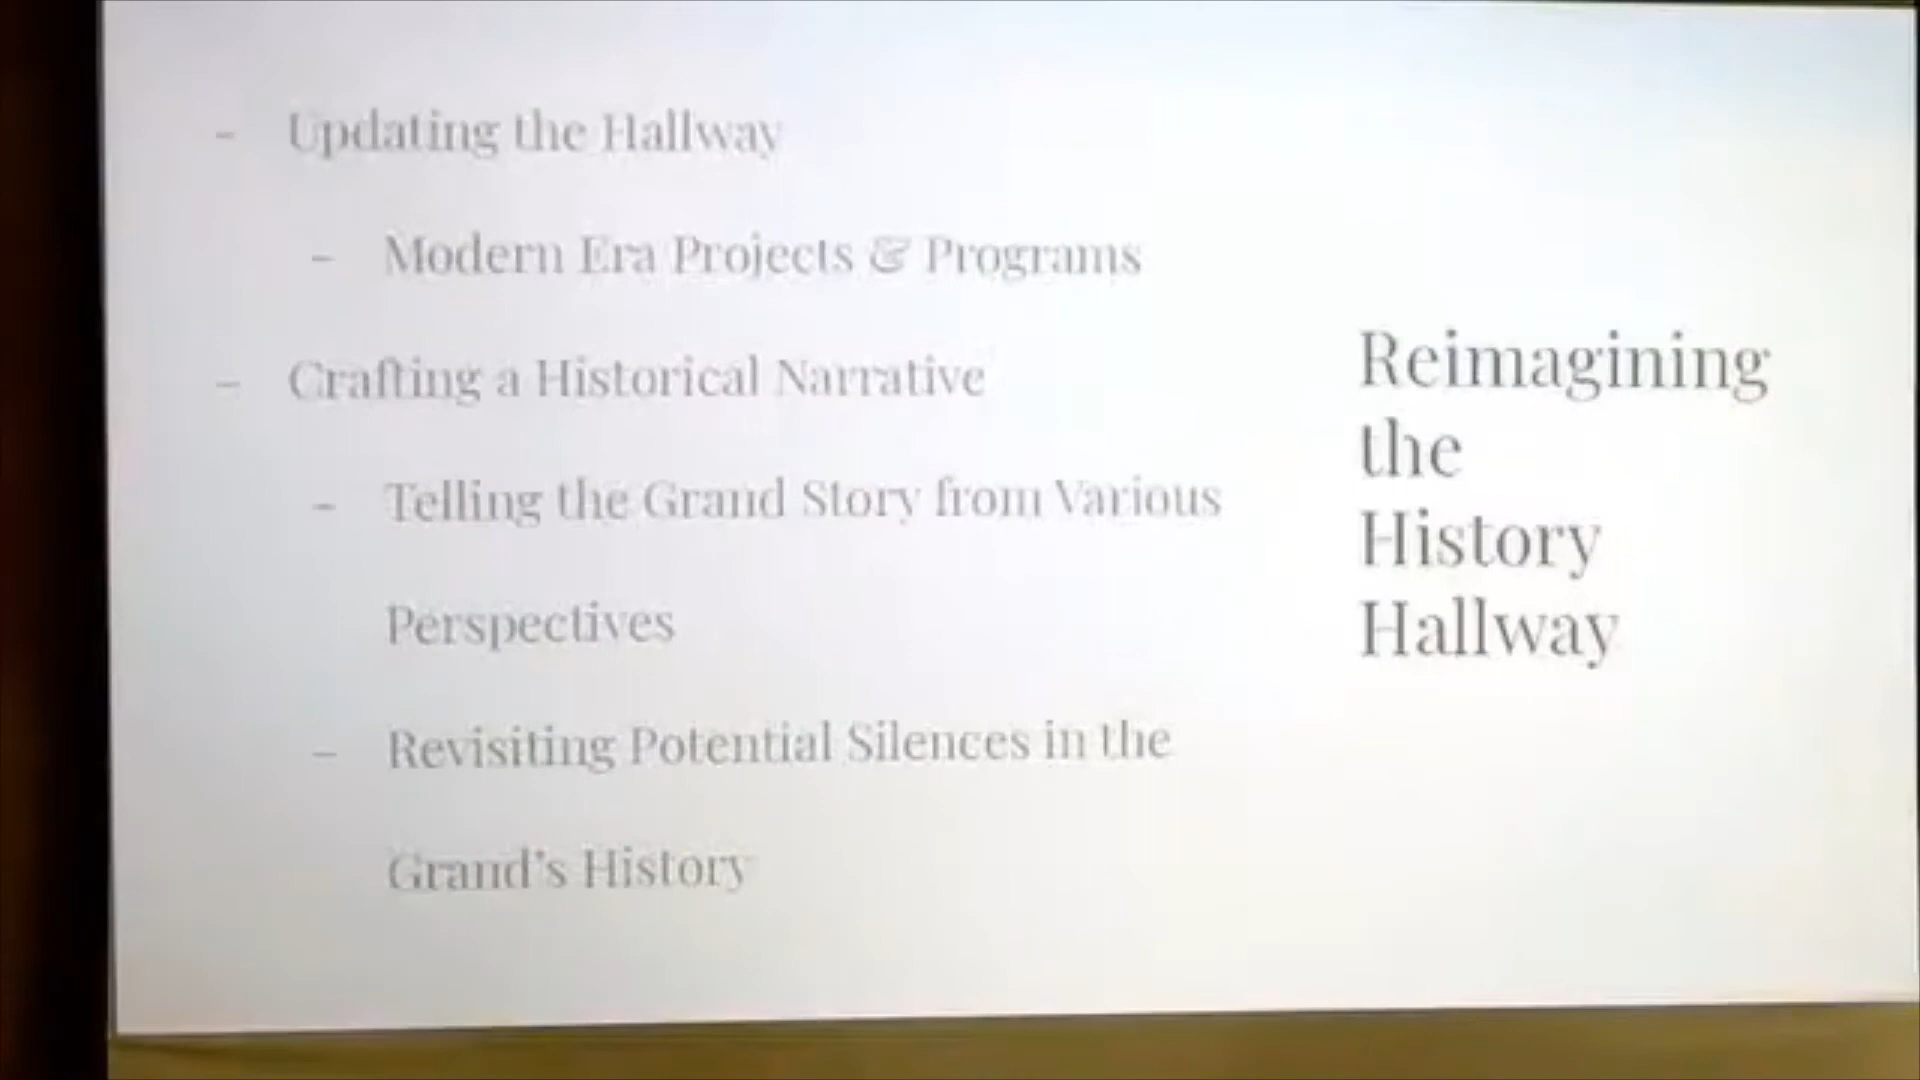 - Updating the Hallway
- Modern Era Projects & Programs
- Crafting a Historical Narrative
- Telling the Grand Story from Various
Perspectives
- Revisiting Potential Silences in the
Grand's History
Reimagining
the
History
Hallway